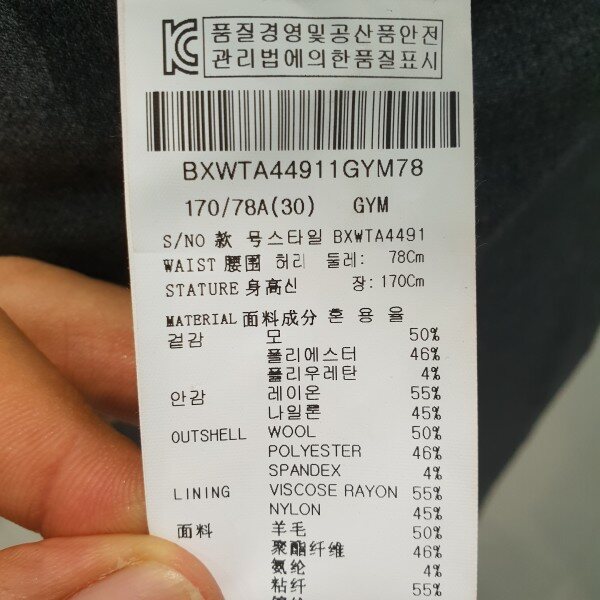 KC 품질경영및공산품안전
관리법에의한품질표시
BXWTA44911GYM78
170/78A(30) GYM
S/NO 款 号스타일 BXWTA4491
WAIST 腰围 허리 둘레: 78Cm
STATURE 身高신 장: 170Cm
MATERIAL 面料成分 혼 용 율
겉감 모 50%
폴리에스터 46%
폴리우레탄 4%
안감 레이온 55%
나일론 45%
OUTSHELL WOOL 50%
POLYESTER 46%
SPANDEX 4%
LINING VISCOSE RAYON 55%
NYLON 45%
面料 羊毛 50%
聚酯纤维 46%
氨纶 4%
粘纤 55%